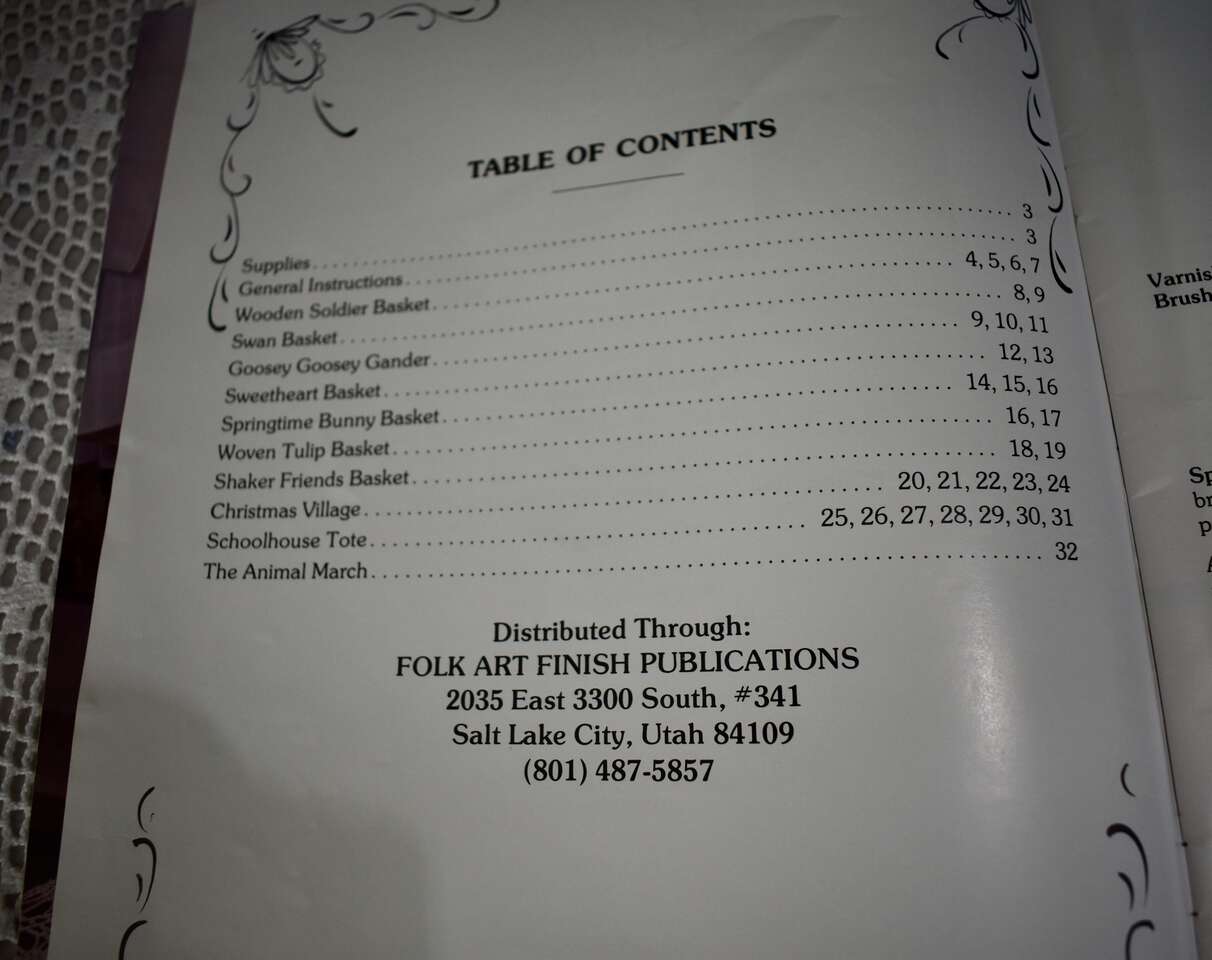 TABLE OF CONTENTS
Supplies . . . . . . . . . . . . . . . . . . . . . . . . . . . . . . 3
General Instructions . . . . . . . . . . . . . . . . . . . . . . . . . . . . . . 3
Wooden Soldier Basket . . . . . . . . . . . . . . . . . . . . . . . . . . . . . . 4, 5, 6, 7
Swan Basket . . . . . . . . . . . . . . . . . . . . . . . . . . . . . . 8, 9
Goosey Goosey Gander . . . . . . . . . . . . . . . . . . . . . . . . . . . . . . 9, 10, 11
Sweetheart Basket . . . . . . . . . . . . . . . . . . . . . . . . . . . . . . 12, 13
Springtime Bunny Basket . . . . . . . . . . . . . . . . . . . . . . . . . . . . . . 14, 15, 16
Woven Tulip Basket . . . . . . . . . . . . . . . . . . . . . . . . . . . . . . 16, 17
Shaker Friends Basket . . . . . . . . . . . . . . . . . . . . . . . . . . . . . . 18, 19
Christmas Village . . . . . . . . . . . . . . . . . . . . . . . . . . . . . . 20, 21, 22, 23, 24
Schoolhouse Tote . . . . . . . . . . . . . . . . . . . . . . . . . . . . . . 25, 26, 27, 28, 29, 30, 31
The Animal March . . . . . . . . . . . . . . . . . . . . . . . . . . . . . . 32
Distributed Through:
FOLK ART FINISH PUBLICATIONS
2035 East 3300 South, #341
Salt Lake City, Utah 84109
(801) 487-5857
Varnis
Brush
Sp
br
p